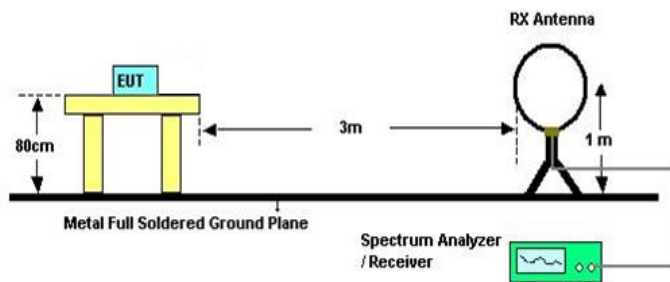 RX Antenna
EUT
80cm
3m
1 m
Metal Full Soldered Ground Plane
Spectrum Analyzer
/ Receiver